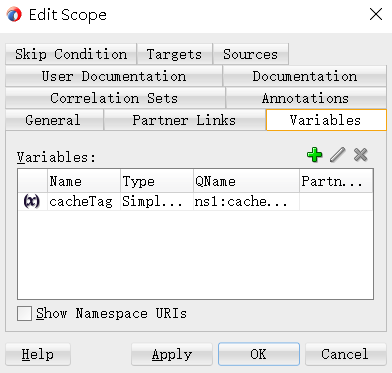 Edit Scope
Skip Condition Targets Sources
User Documentation Documentation
Correlation Sets Annotations
General Partner Links Variables
Variables:
Name Type QName Partn...
(x) cacheTag Simpl... ns1:cache...
Show Namespace URIs
Help Apply OK Cancel